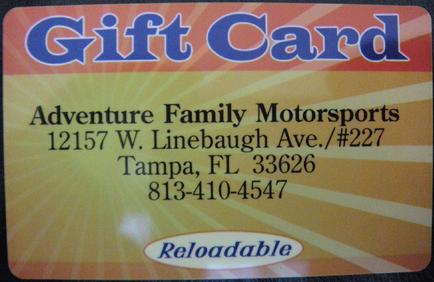 Gift Card
Adventure Family Motorsports
12157 W. Linebaugh Ave./#227
Tampa, FL 33626
813-410-4547
Reloadable